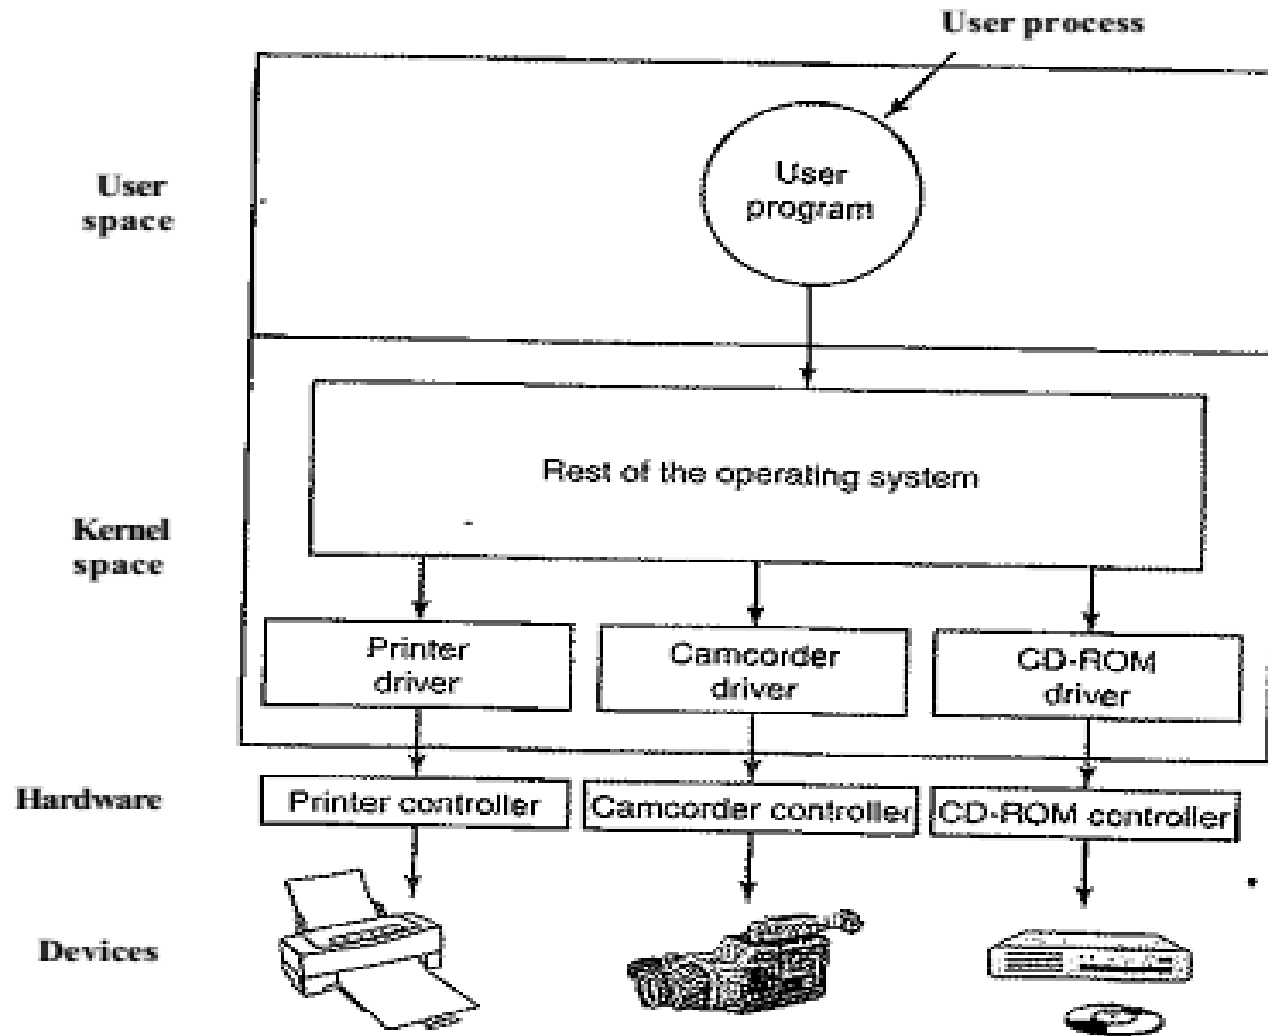 User process
User
space
User
program
Rest of the operating system
Kernel
space
Printer
driver
Camcorder
driver
CD-ROM
driver
Hardware
Printer controller
Camcorder controller
CD-ROM controller
Devices